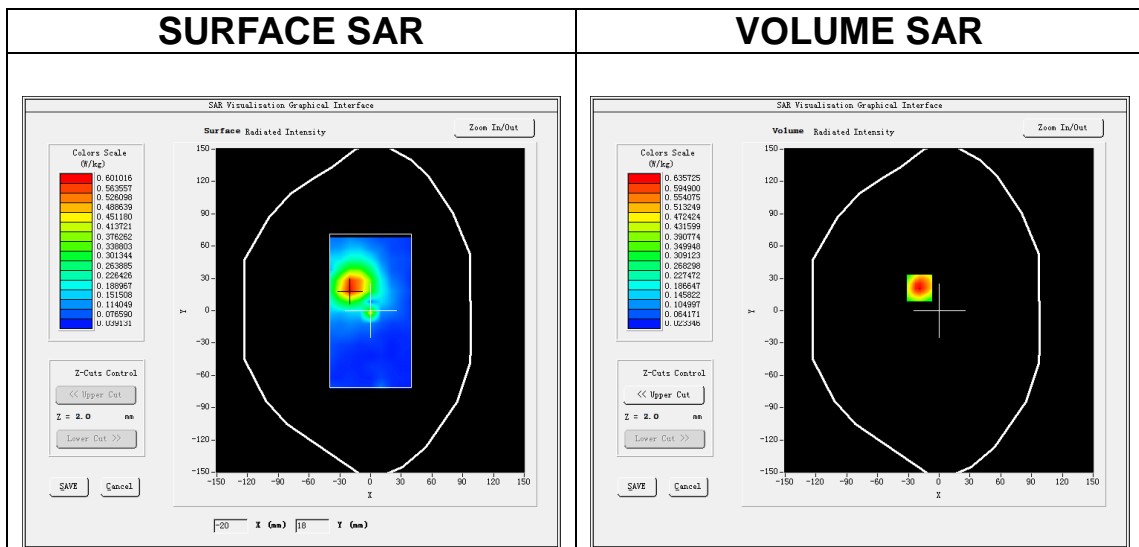 SURFACE SAR
VOLUME SAR
SAR Visualisation Graphical Interface
Surface Radiated Intensity
Zoom In/Out
Colors Scale
(W/kg)
0.601016
0.563557
0.526098
0.488639
0.451180
0.413721
0.376262
0.338803
0.301344
0.263885
0.226426
0.188967
0.151508
0.114049
0.076590
0.039131
150
120
90
60
30
0
-30
-60
-90
-120
-150
Y
-150 -120 -90 -60 -30 0 30 60 90 120 150
X
Z-Cuts Control
<< Upper Cut
Z = 2.0 mm
Lower Cut >>
SAVE Cancel
-20 X (mm) 18 Y (mm)
SAR Visualisation Graphical Interface
Volume Radiated Intensity
Zoom In/Out
Colors Scale
(W/kg)
0.635725
0.594900
0.554075
0.513249
0.472424
0.431599
0.390774
0.349948
0.309123
0.268298
0.227472
0.186647
0.145822
0.104997
0.064171
0.023346
150
120
90
60
30
0
-30
-60
-90
-120
-150
Y
-150 -120 -90 -60 -30 0 30 60 90 120 150
X
Z-Cuts Control
<< Upper Cut
Z = 2.0 mm
Lower Cut >>
SAVE Cancel